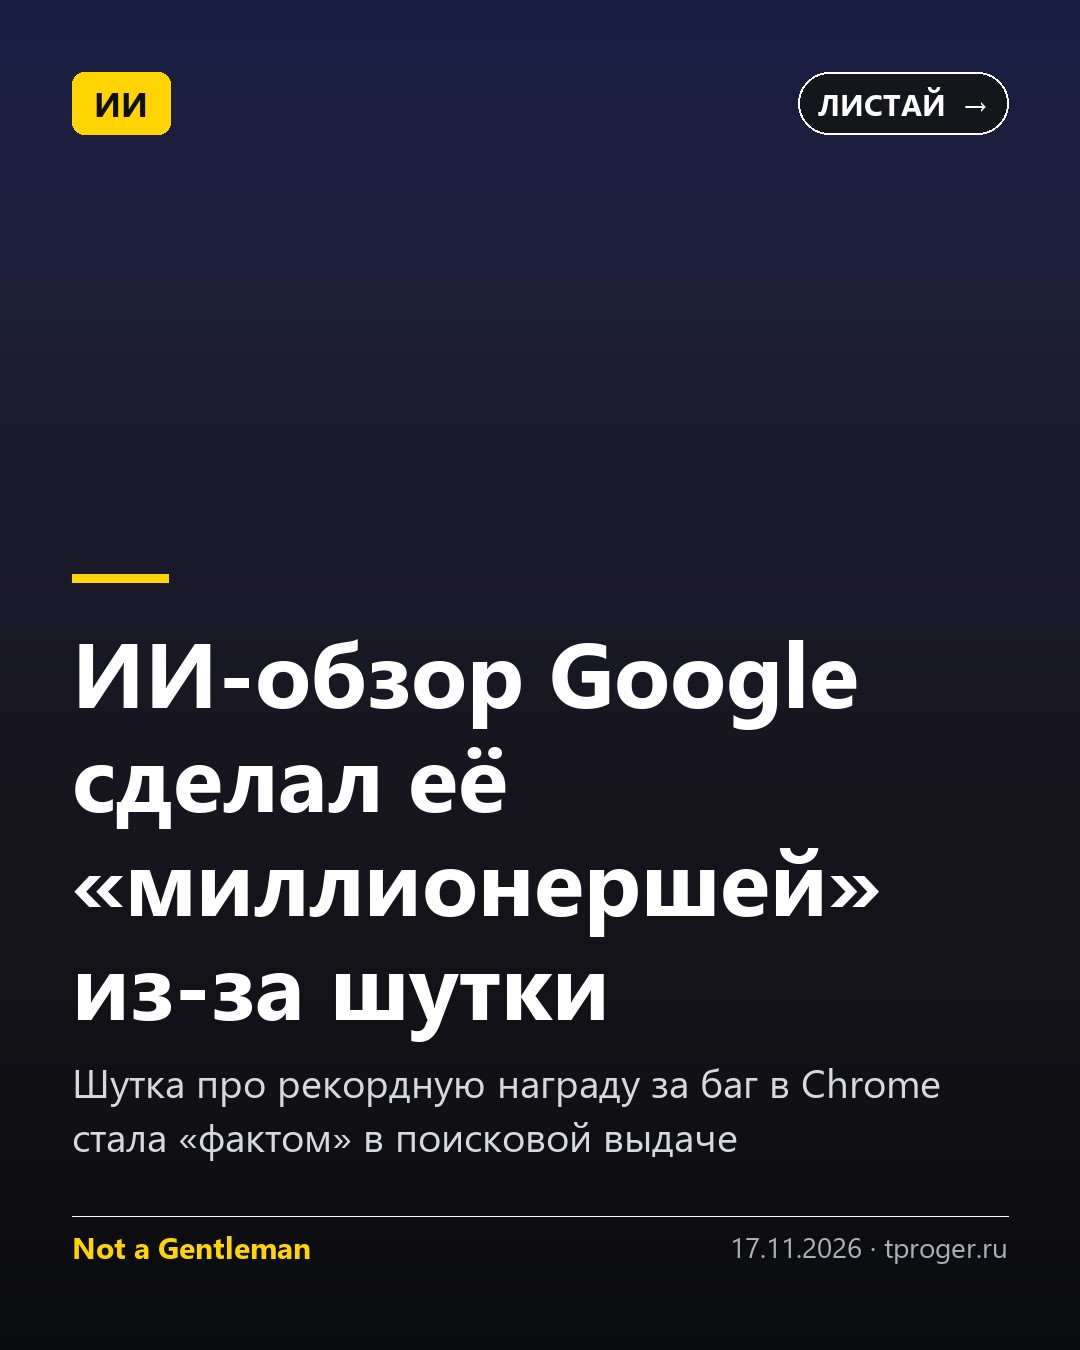 ИИ
ЛИСТАЙ →
ИИ-обзор Google
сделал её
«миллионершей»
из-за шутки
Шутка про рекордную награду за баг в Chrome
стала «фактом» в поисковой выдаче
Not a Gentleman
17.11.2026 · tproger.ru